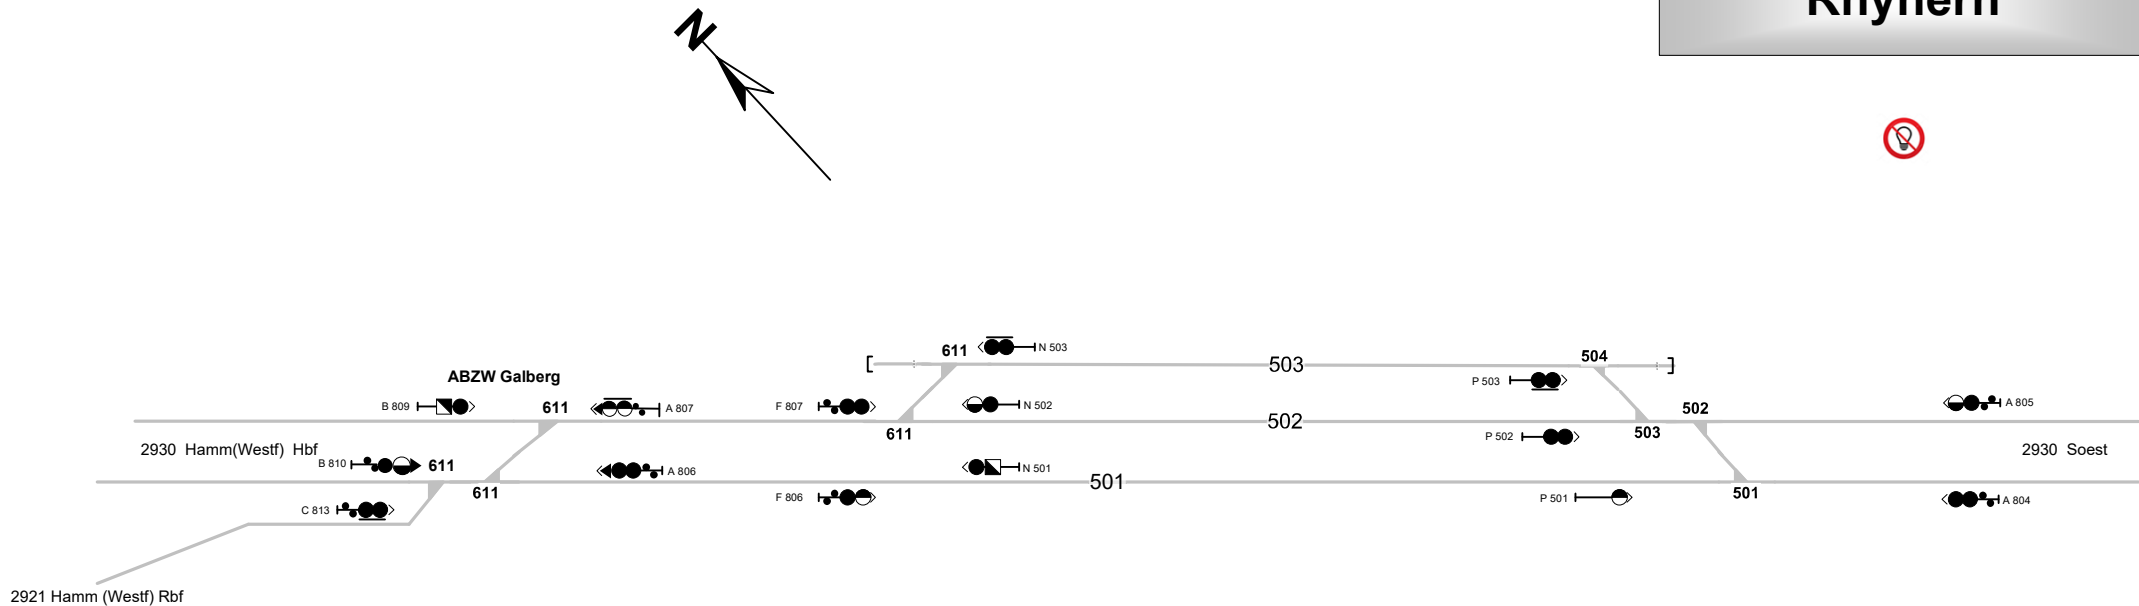 Rhynern
N
611
N 503
503
504
ABZW Galberg
P 503
B 809
611
A 807
F 807
N 502
502
502
A 805
611
P 502
503
2930 Hamm(Westf) Hbf
2930 Soest
B 810
611
A 806
N 501
501
611
F 806
P 501
501
A 804
C 813
2921 Hamm (Westf) Rbf